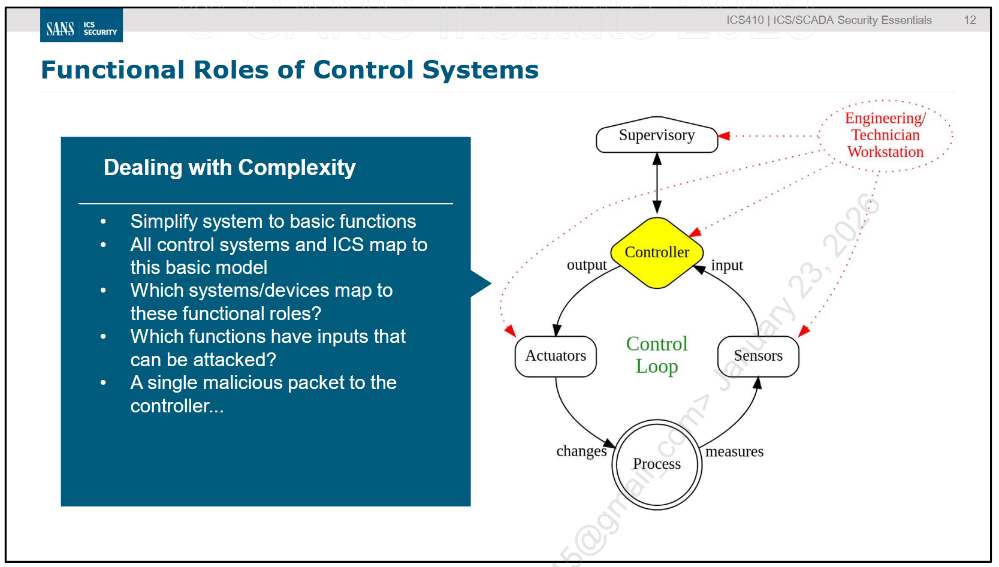 © SANS Institute 2026
SANS
ICS
SECURITY
ICS410 | ICS/SCADA Security Essentials
12
Functional Roles of Control Systems
Dealing with Complexity
• Simplify system to basic functions
• All control systems and ICS map to
this basic model
• Which systems/devices map to
these functional roles?
• Which functions have inputs that
can be attacked?
• A single malicious packet to the
controller...
Supervisory
Engineering/
Technician
Workstation
Controller
output
input
Actuators
Control
Loop
Sensors
changes
measures
Process
15@gmail_com> January 23, 2026